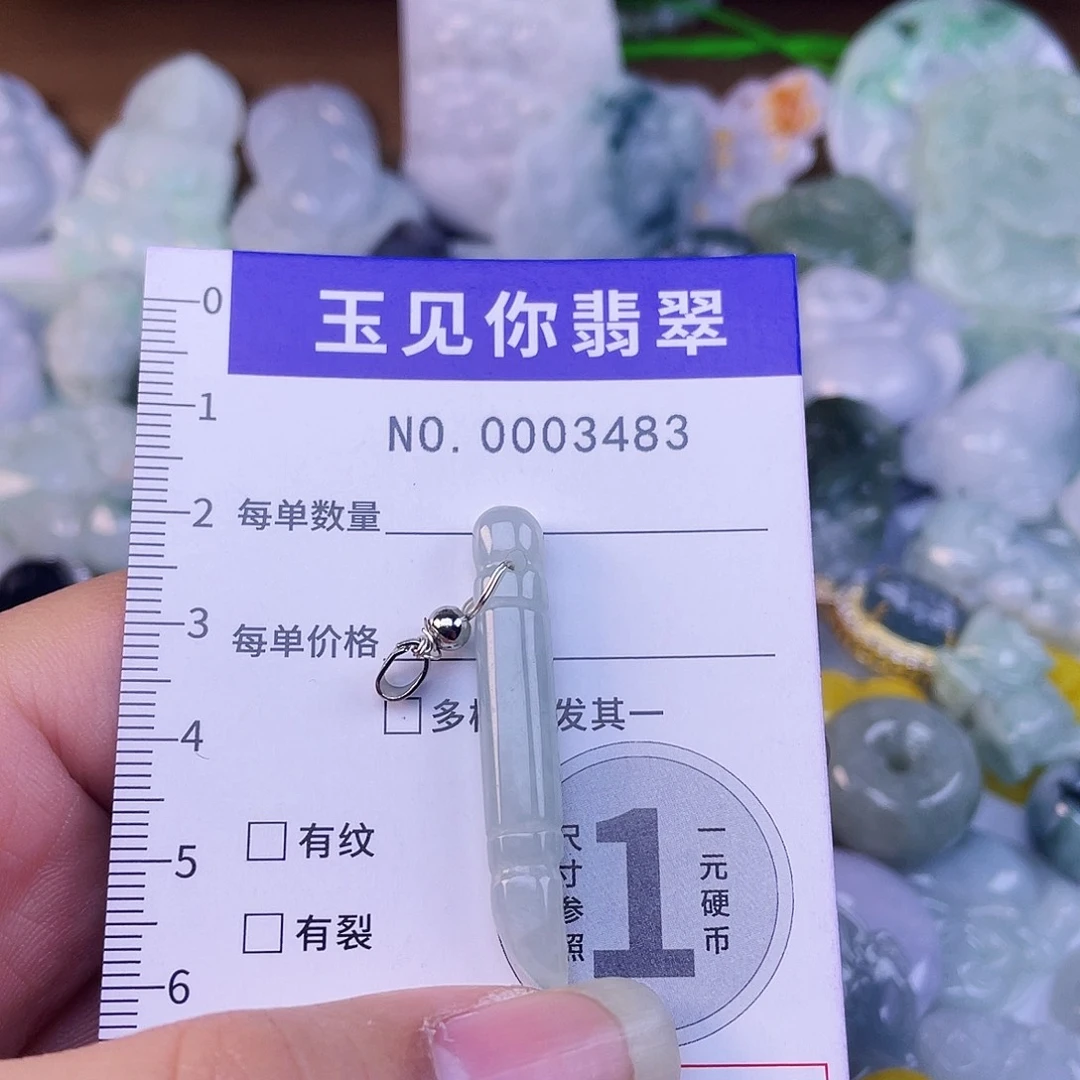 玉见你翡翠
NO. 0003483
0
1
2
3
4
5
6
每单数量
每单价格
多 发其一
有纹
有裂
尺寸参照
1
一元硬币